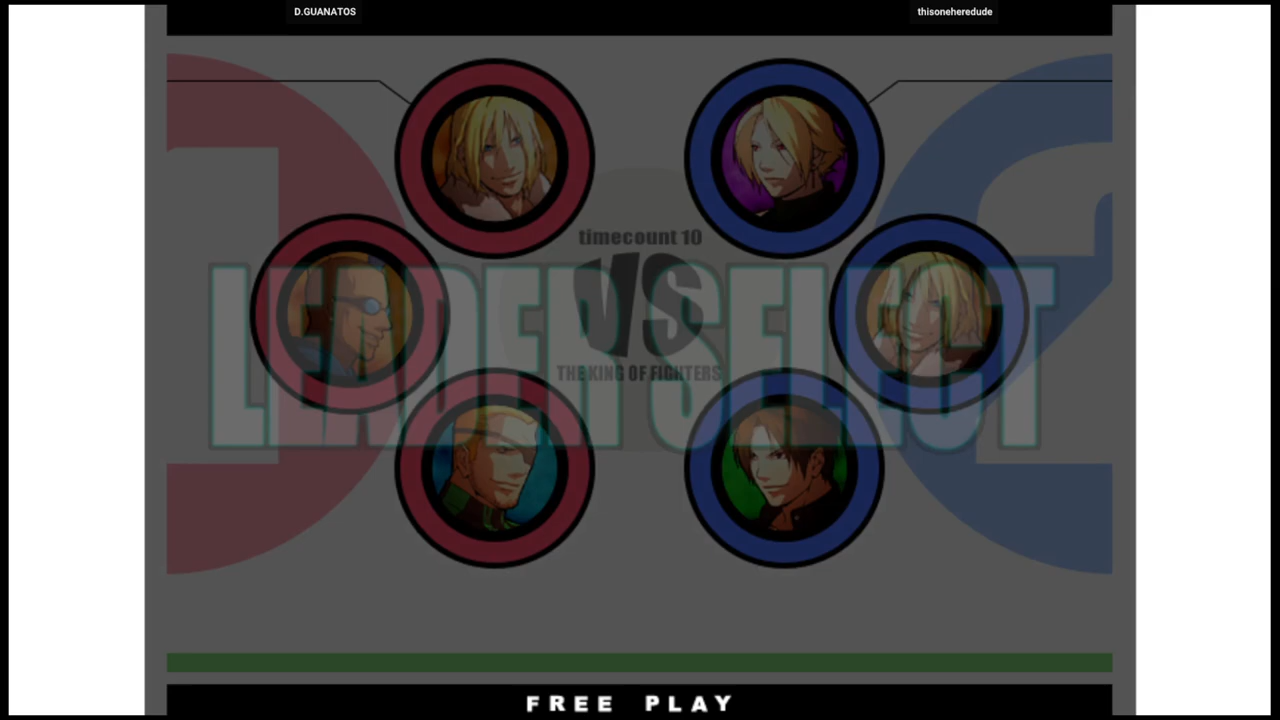 D.GUANATOS
thisoneheredude
timecount 10
VS
THE KING OF FIGHTERS
LEADER SELECT
FREE PLAY